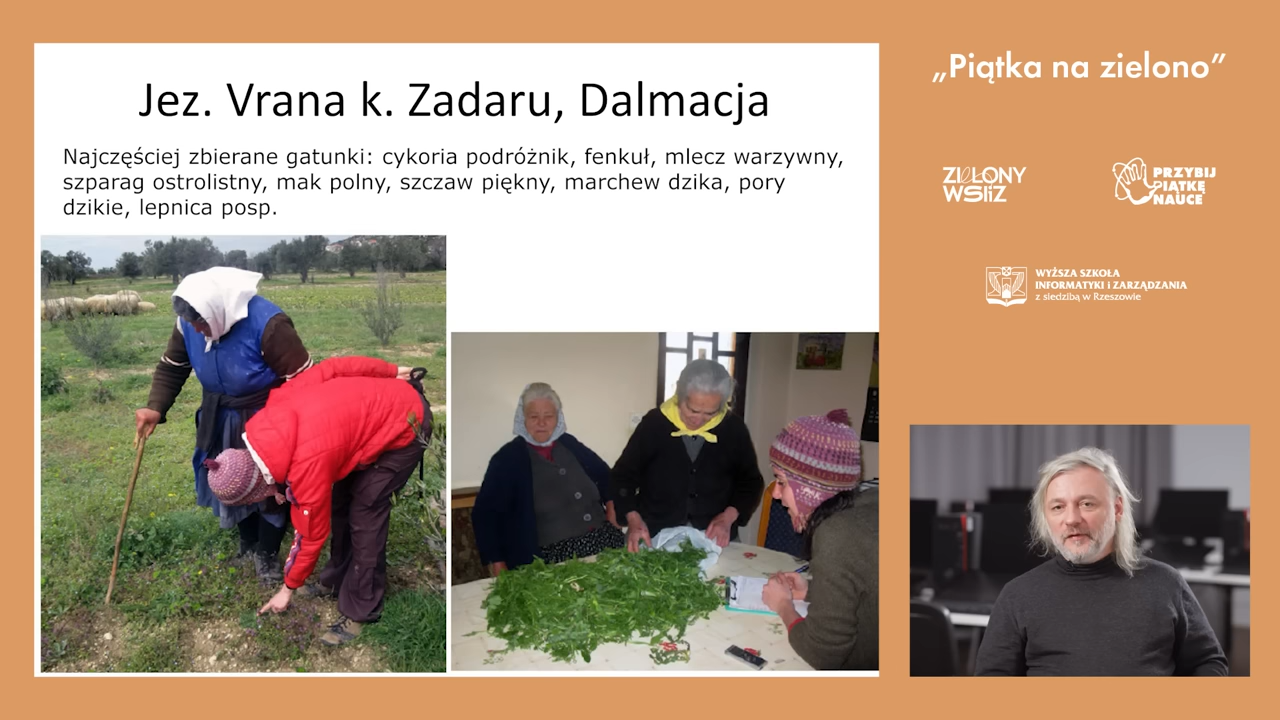 Jez. Vrana k. Zadaru, Dalmacja
Najczęściej zbierane gatunki: cykoria podróżnik, fenkuł, mlecz warzywny,
szparag ostrolistny, mak polny, szczaw piękny, marchew dzika, pory
dzikie, lepnica posp.
„Piątka na zielono”
ZIELONY
WSIiZ
PRZYBIJ
PIĄTKĘ
NAUCE
WYŻSZA SZKOŁA
INFORMATYKI i ZARZĄDZANIA
z siedzibą w Rzeszowie